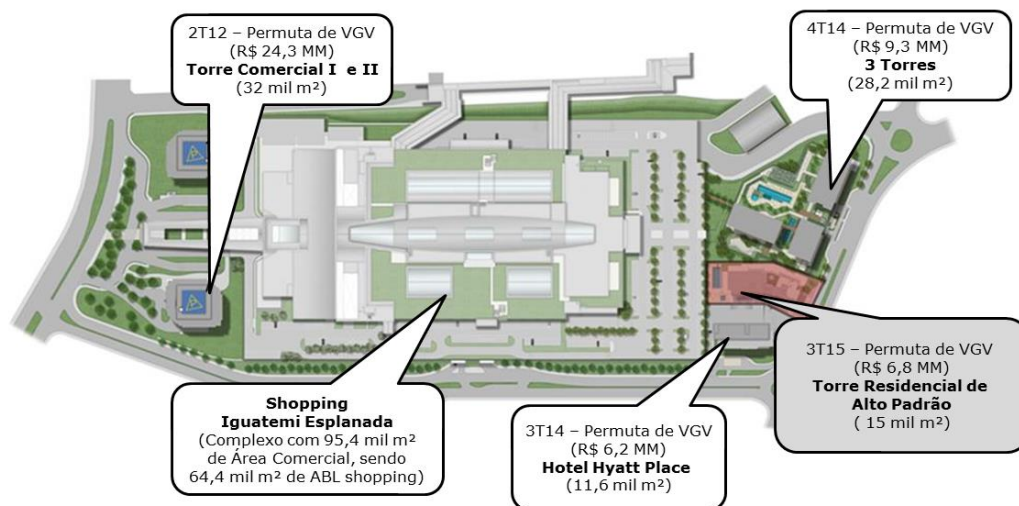 2T12 – Permuta de VGV
(R$ 24,3 MM)
Torre Comercial I e II
(32 mil m²)
4T14 – Permuta de VGV
(R$ 9,3 MM)
3 Torres
(28,2 mil m²)
Shopping
Iguatemi Esplanada
(Complexo com 95,4 mil m²
de Área Comercial, sendo
64,4 mil m² de ABL shopping)
3T14 – Permuta de VGV
(R$ 6,2 MM)
Hotel Hyatt Place
(11,6 mil m²)
3T15 – Permuta de VGV
(R$ 6,8 MM)
Torre Residencial de
Alto Padrão
( 15 mil m²)